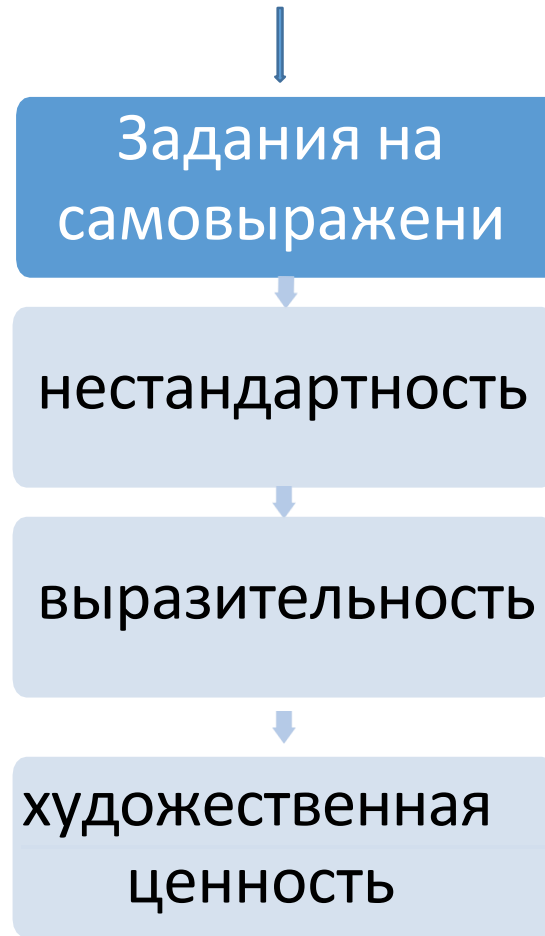 Задания на
самовыражени
нестандартность
выразительность
художественная
ценность